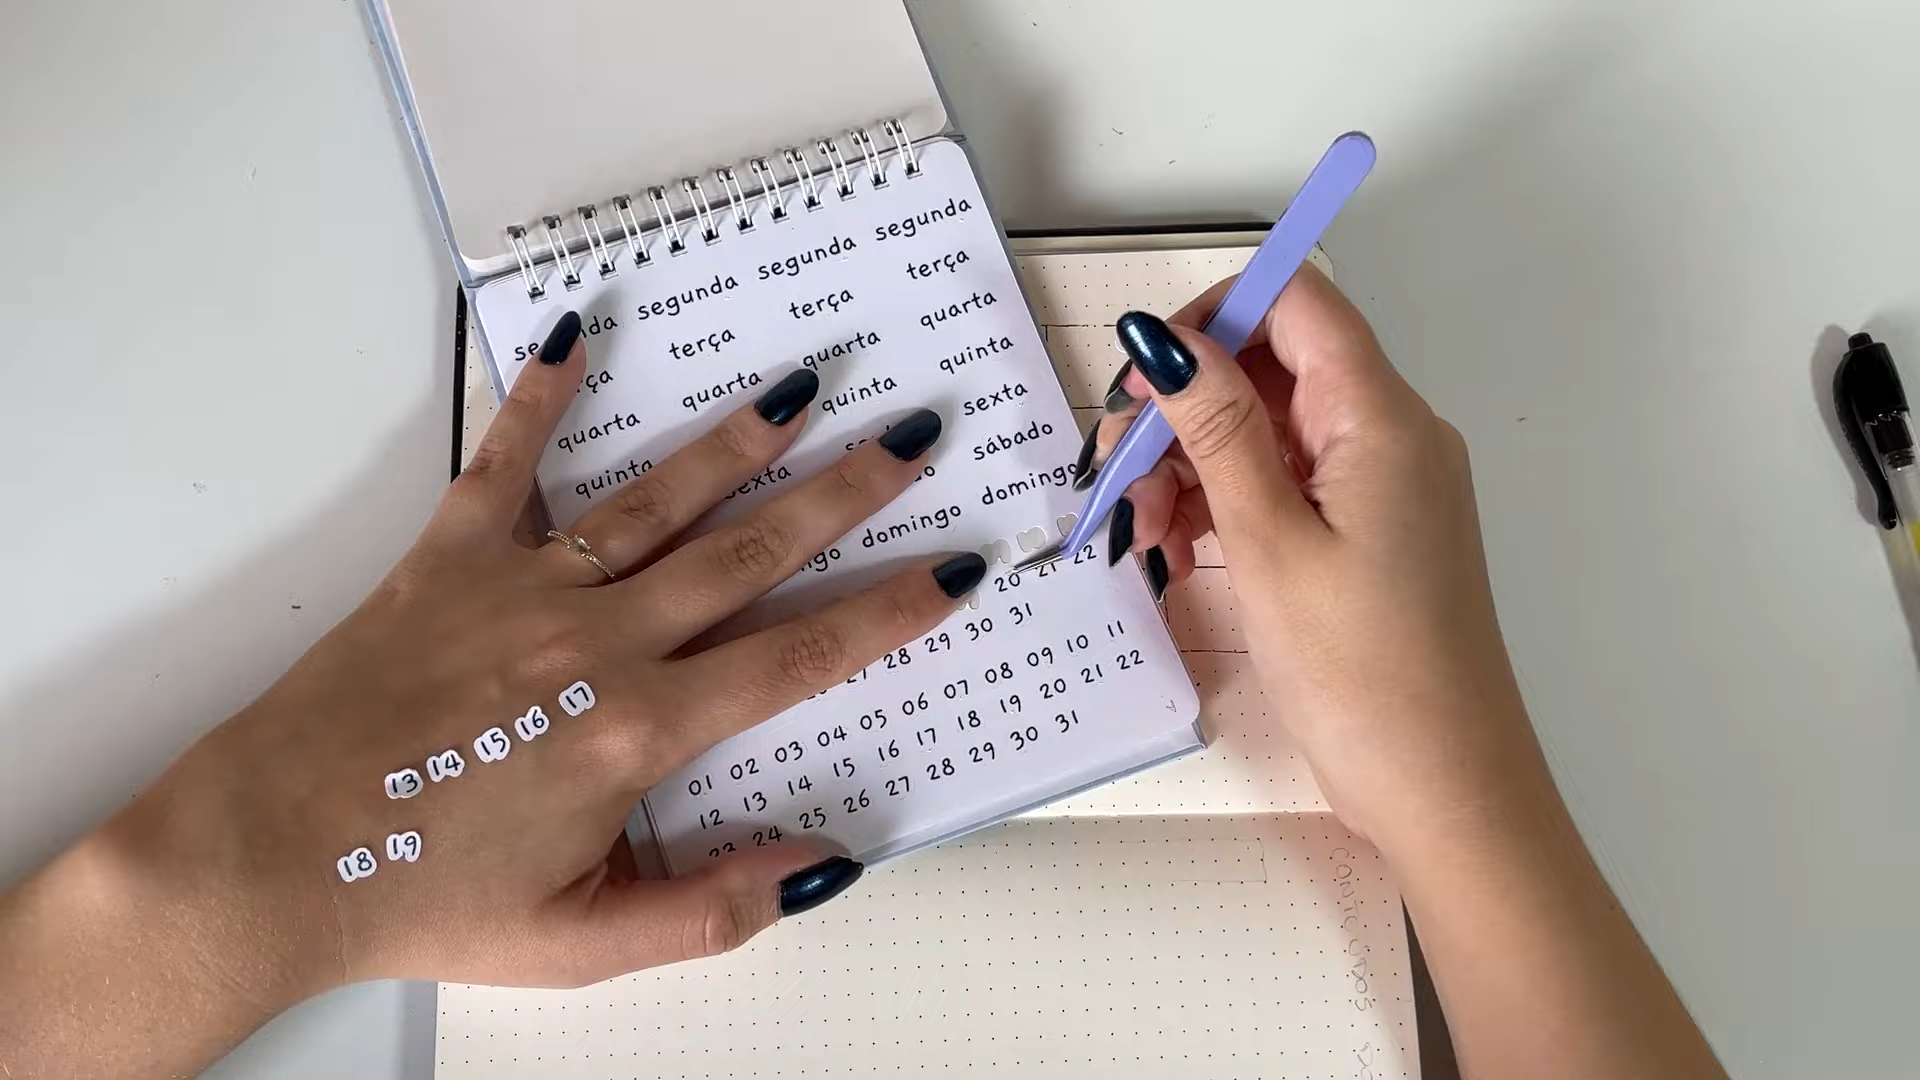 segunda segunda segunda
terça terça terça
quarta quarta quarta quarta
quinta quinta quinta
sexta sexta
sábado
domingo domingo
20 21 22
28 29 30 31
01 02 03 04 05 06 07 08 09 10 11
12 13 14 15 16 17 18 19 20 21 22
23 24 25 26 27 28 29 30 31
13 14 15 16 17
18 19
CONTEÚDOS